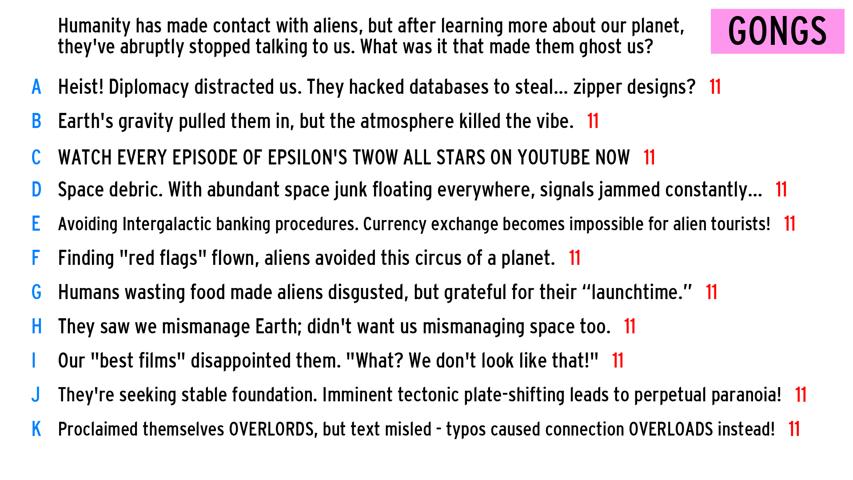 Humanity has made contact with aliens, but after learning more about our planet,
they've abruptly stopped talking to us. What was it that made them ghost us?
GONGS
A Heist! Diplomacy distracted us. They hacked databases to steal... zipper designs? 11
B Earth's gravity pulled them in, but the atmosphere killed the vibe. 11
C WATCH EVERY EPISODE OF EPSILON'S TWOW ALL STARS ON YOUTUBE NOW 11
D Space debric. With abundant space junk floating everywhere, signals jammed constantly... 11
E Avoiding Intergalactic banking procedures. Currency exchange becomes impossible for alien tourists! 11
F Finding "red flags" flown, aliens avoided this circus of a planet. 11
G Humans wasting food made aliens disgusted, but grateful for their “launchtime.” 11
H They saw we mismanage Earth; didn't want us mismanaging space too. 11
I Our "best films" disappointed them. "What? We don't look like that!" 11
J They're seeking stable foundation. Imminent tectonic plate-shifting leads to perpetual paranoia! 11
K Proclaimed themselves OVERLORDS, but text misled - typos caused connection OVERLOADS instead! 11